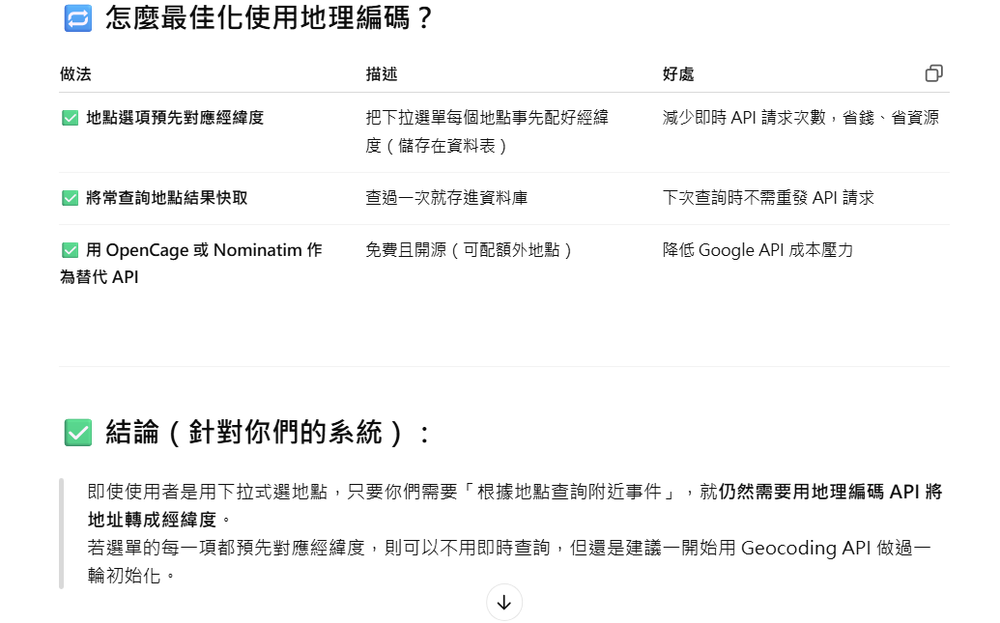 🔁 怎麼最佳化使用地理編碼？
做法 描述 好處
✅ 地點選項預先對應經緯度 把下拉選單每個地點事先配好經緯 減少即時 API 請求次數，省錢、省資源
度（儲存在資料表）
✅ 將常查詢地點結果快取 查過一次就存進資料庫 下次查詢時不需重發 API 請求
✅ 用 OpenCage 或 Nominatim 作 免費且開源（可配額外地點） 降低 Google API 成本壓力
為替代 API
✅ 結論（針對你們的系統）：
即使使用者是用下拉式選地點，只要你們需要「根據地點查詢附近事件」，就仍然需要用地理編碼 API 將
地址轉成經緯度。
若選單的每一項都預先對應經緯度，則可以不用即時查詢，但還是建議一開始用 Geocoding API 做過一
輪初始化。